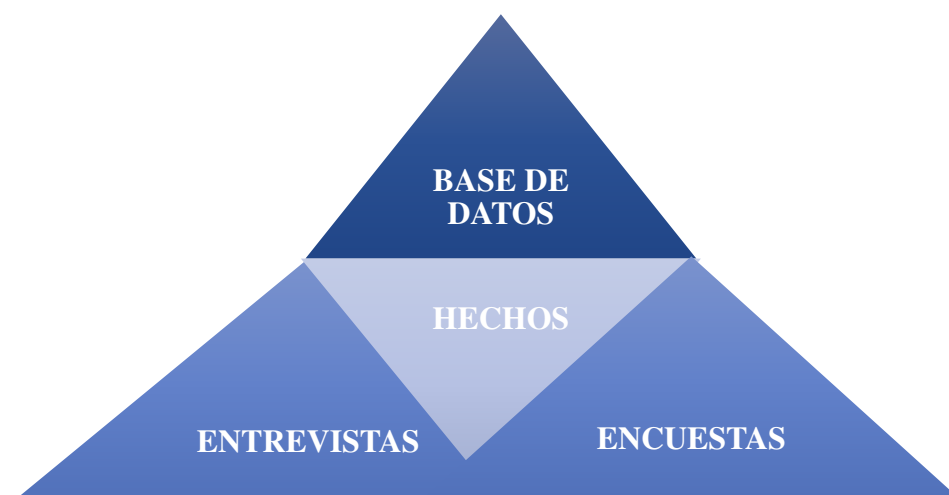 BASE DE
DATOS
HECHOS
ENTREVISTAS
ENCUESTAS